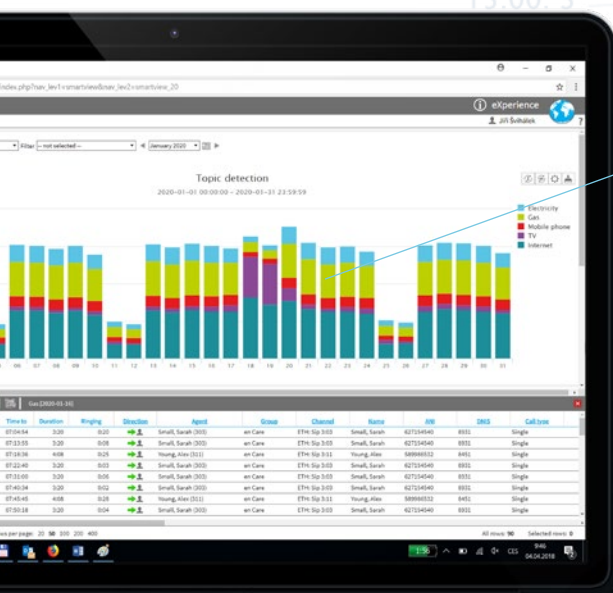 index.php?nav_lev1=smartview&nav_lev2=smartview_20
eXperience
Jiří Švihálek
?
Filter -- not selected --
January 2020
Topic detection
2020-01-01 00:00:00 - 2020-01-31 23:59:59
Electricity
Gas
Mobile phone
TV
Internet
06 07 08 09 10 11 12 13 14 15 16 17 18 19 20 21 22 23 24 25 26 27 28 29 30 31
Time to Duration Ringing Direction Agent Group Channel Name ANI DNIS Call type
07:04:54 3:20 0:20 Small, Sarah (303) en Care ETH: Sip 3:03 Small, Sarah 627154540 8931 Single
07:13:55 3:20 0:08 Small, Sarah (303) en Care ETH: Sip 3:03 Small, Sarah 627154540 8931 Single
07:18:36 4:08 0:25 Young, Alex (311) en Care ETH: Sip 3:11 Young, Alex 8451 Single
07:22:40 3:20 0:03 Small, Sarah (303) en Care ETH: Sip 3:03 Small, Sarah 627154540 8931 Single
07:31:00 3:20 0:06 Small, Sarah (303) en Care ETH: Sip 3:03 Small, Sarah 627154540 8931 Single
07:40:34 3:20 0:02 Small, Sarah (303) en Care ETH: Sip 3:03 Small, Sarah 627154540 8931 Single
07:45:45 4:08 0:28 Young, Alex (311) en Care ETH: Sip 3:11 Young, Alex 8451 Single
07:50:18 3:20 0:04 Small, Sarah (303) en Care ETH: Sip 3:03 Small, Sarah 627154540 8931 Single
per page: 20 50 100 200 400
All rows: 90 Selected rows: 0
1:56
CES
9:46
04.04.2018